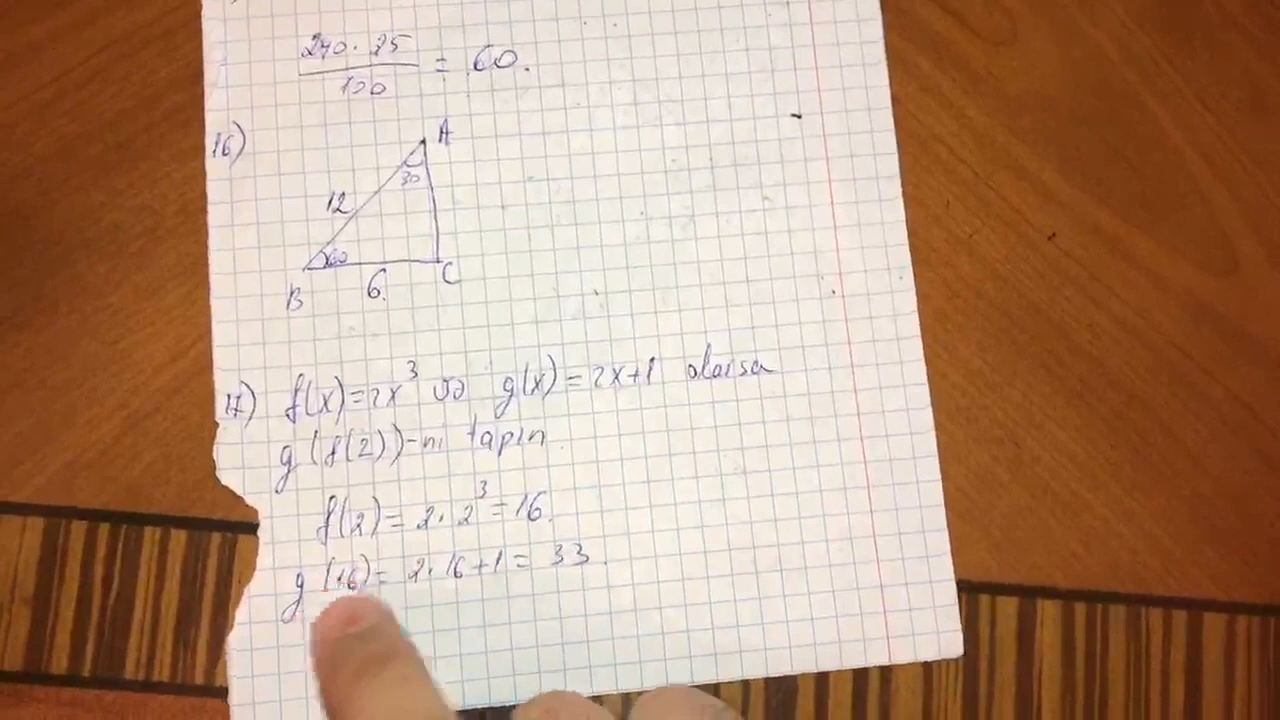 240 · 25
100
= 60.
16)
A
30
12
60
B
6.
C
17) f(x)=2x³ və g(x)=2x+1 olarsa
g(f(2))-ni tapın.
f(2)= 2 · 2³ =16.
g (16)= 2 · 16+1 = 33.